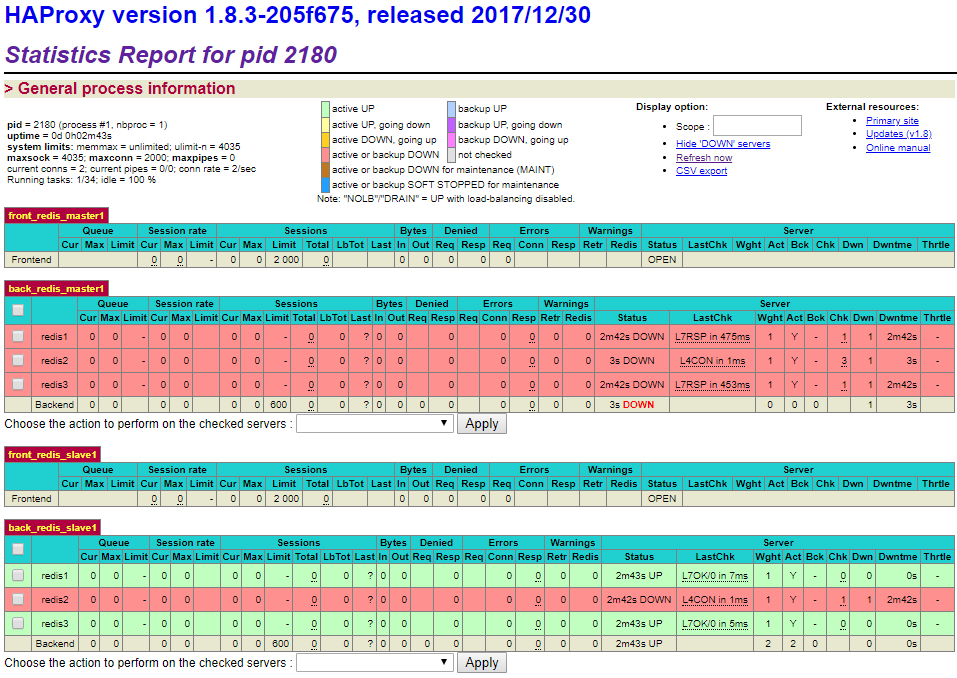 HAProxy version 1.8.3-205f675, released 2017/12/30
Statistics Report for pid 2180
> General process information
pid = 2180 (process #1, nbproc = 1)
uptime = 0d 0h02m43s
system limits: memmax = unlimited; ulimit-n = 4035
maxsock = 4035; maxconn = 2000; maxpipes = 0
current conns = 2; current pipes = 0/0; conn rate = 2/sec
Running tasks: 1/34; idle = 100 %
active UP backup UP
active UP, going down backup UP, going down
active DOWN, going up backup DOWN, going up
active or backup DOWN not checked
active or backup DOWN for maintenance (MAINT)
active or backup SOFT STOPPED for maintenance
Note: "NOLB"/"DRAIN" = UP with load-balancing disabled.
Display option:
• Scope :
• Hide 'DOWN' servers
• Refresh now
• CSV export
External resources:
• Primary site
• Updates (v1.8)
• Online manual
front_redis_master1
Queue Session rate Sessions Bytes Denied Errors Warnings Server
Cur Max Limit Cur Max Limit Cur Max Limit Total LbTot Last In Out Req Resp Req Conn Resp Retr Redis Status LastChk Wght Act Bck Chk Dwn Dwntme Thrtle
Frontend 0 0 - 0 0 2 000 0 0 0 0 0 0 OPEN
back_redis_master1
Queue Session rate Sessions Bytes Denied Errors Warnings Server
Cur Max Limit Cur Max Limit Cur Max Limit Total LbTot Last In Out Req Resp Req Conn Resp Retr Redis Status LastChk Wght Act Bck Chk Dwn Dwntme Thrtle
redis1 0 0 - 0 0 0 0 - 0 0 ? 0 0 0 0 0 0 0 2m42s DOWN L7RSP in 475ms 1 Y - 1 1 2m42s -
redis2 0 0 - 0 0 0 0 - 0 0 ? 0 0 0 0 0 0 0 3s DOWN L4CON in 1ms 1 Y - 3 1 3s -
redis3 0 0 - 0 0 0 0 - 0 0 ? 0 0 0 0 0 0 0 2m42s DOWN L7RSP in 453ms 1 Y - 1 1 2m42s -
Backend 0 0 0 0 0 0 600 0 0 ? 0 0 0 0 0 0 0 0 3s DOWN 0 0 0 1 3s
Choose the action to perform on the checked servers : Apply
front_redis_slave1
Queue Session rate Sessions Bytes Denied Errors Warnings Server
Cur Max Limit Cur Max Limit Cur Max Limit Total LbTot Last In Out Req Resp Req Conn Resp Retr Redis Status LastChk Wght Act Bck Chk Dwn Dwntme Thrtle
Frontend 0 0 - 0 0 2 000 0 0 0 0 0 0 OPEN
back_redis_slave1
Queue Session rate Sessions Bytes Denied Errors Warnings Server
Cur Max Limit Cur Max Limit Cur Max Limit Total LbTot Last In Out Req Resp Req Conn Resp Retr Redis Status LastChk Wght Act Bck Chk Dwn Dwntme Thrtle
redis1 0 0 - 0 0 0 0 - 0 0 ? 0 0 0 0 0 0 0 2m43s UP L7OK/0 in 7ms 1 Y - 0 0 0s -
redis2 0 0 - 0 0 0 0 - 0 0 ? 0 0 0 0 0 0 0 2m42s DOWN L4CON in 1ms 1 Y - 1 1 2m42s -
redis3 0 0 - 0 0 0 0 - 0 0 ? 0 0 0 0 0 0 0 2m43s UP L7OK/0 in 5ms 1 Y - 0 0 0s -
Backend 0 0 0 0 0 0 600 0 0 ? 0 0 0 0 0 0 0 0 2m43s UP 2 2 0 0 0s
Choose the action to perform on the checked servers : Apply